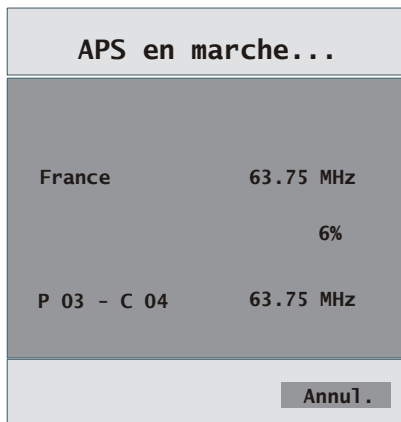 APS en marche...
France 63.75 MHz
6%
P 03 - C 04 63.75 MHz
Annul.